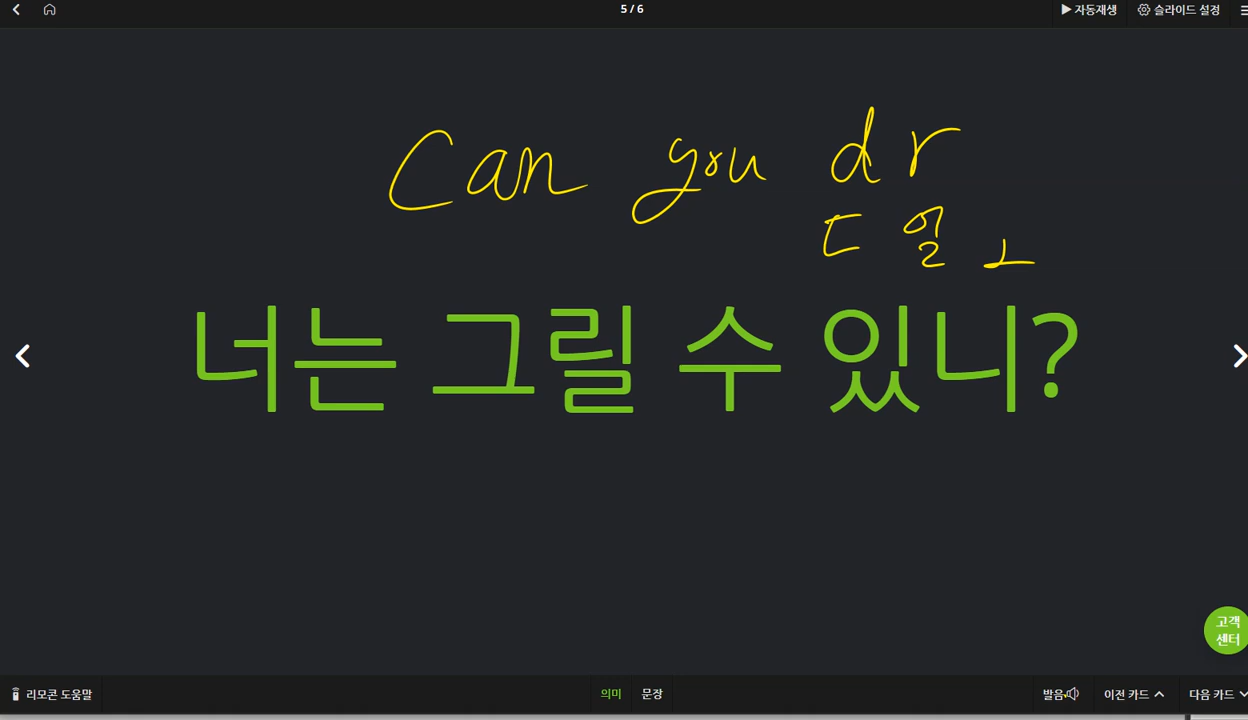 5 / 6
자동재생
슬라이드 설정
Can you dr
ㄷ 얼 ㅗ
너는 그릴 수 있니?
고객
센터
리모콘 도움말
의미
문장
발음
이전 카드
다음 카드